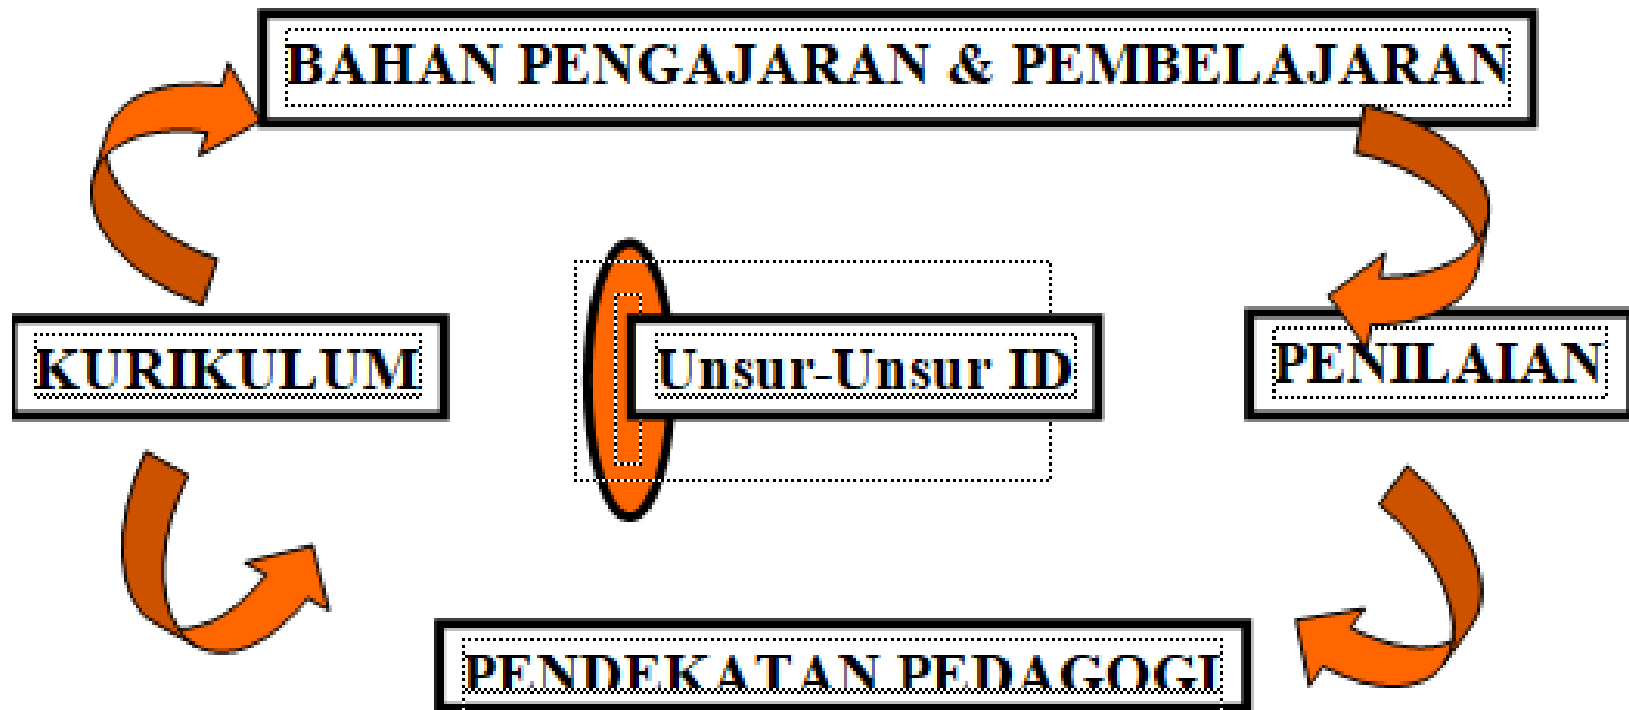 BAHAN PENGAJARAN & PEMBELAJARAN
KURIKULUM
Unsur-Unsur ID
PENILAIAN
PENDEKATAN PEDAGOGI